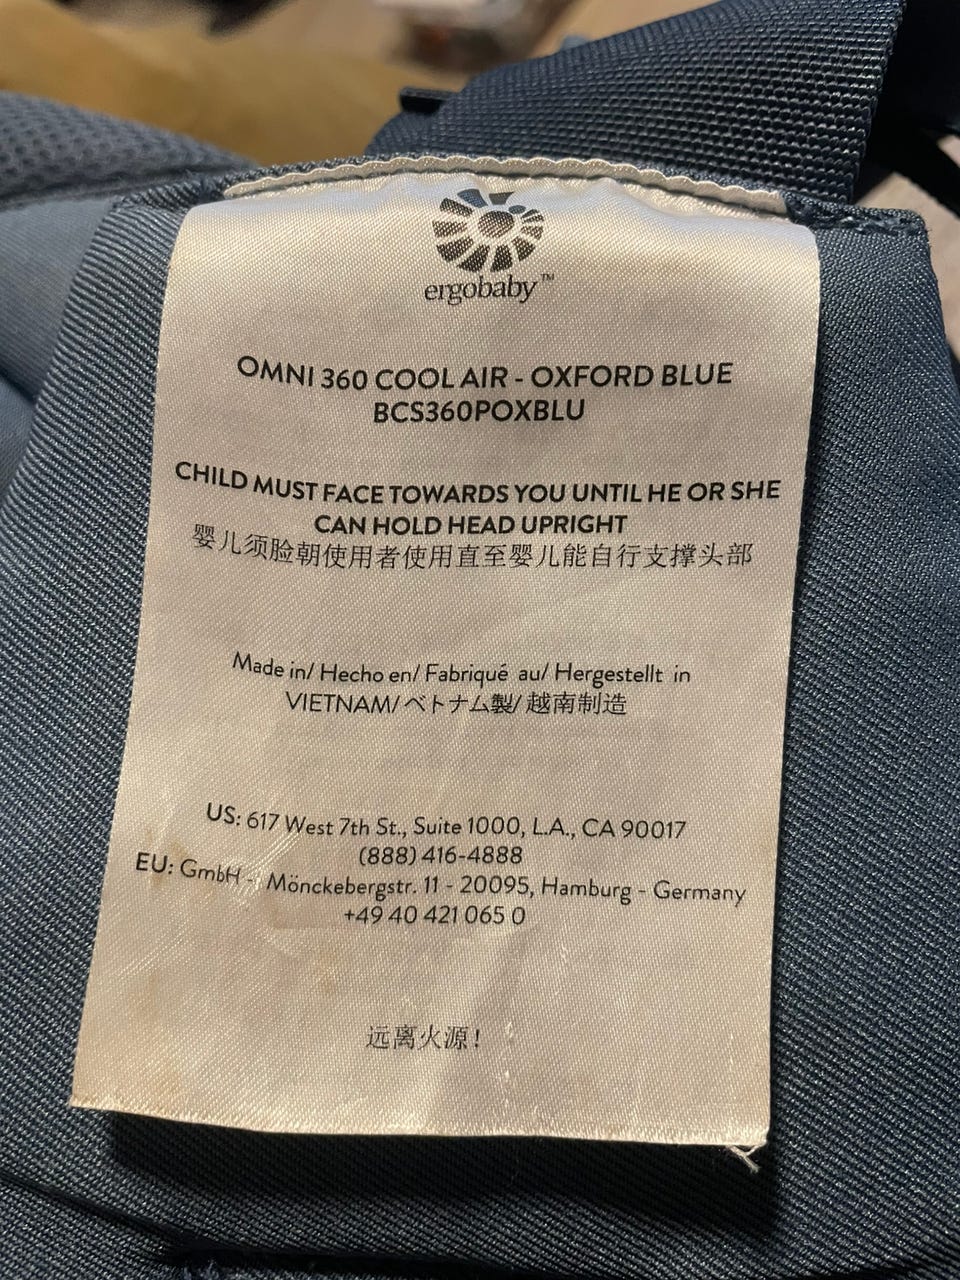 ergobaby™
OMNI 360 COOL AIR - OXFORD BLUE
BCS360POXBLU
CHILD MUST FACE TOWARDS YOU UNTIL HE OR SHE
CAN HOLD HEAD UPRIGHT
婴儿须脸朝使用者使用直至婴儿能自行支撑头部
Made in/ Hecho en/ Fabriqué au/ Hergestellt in
VIETNAM/ベトナム製/越南制造
US: 617 West 7th St., Suite 1000, L.A., CA 90017
(888) 416-4888
EU: GmbH - Mönckebergstr. 11 - 20095, Hamburg - Germany
+49 40 421 065 0
远离火源!